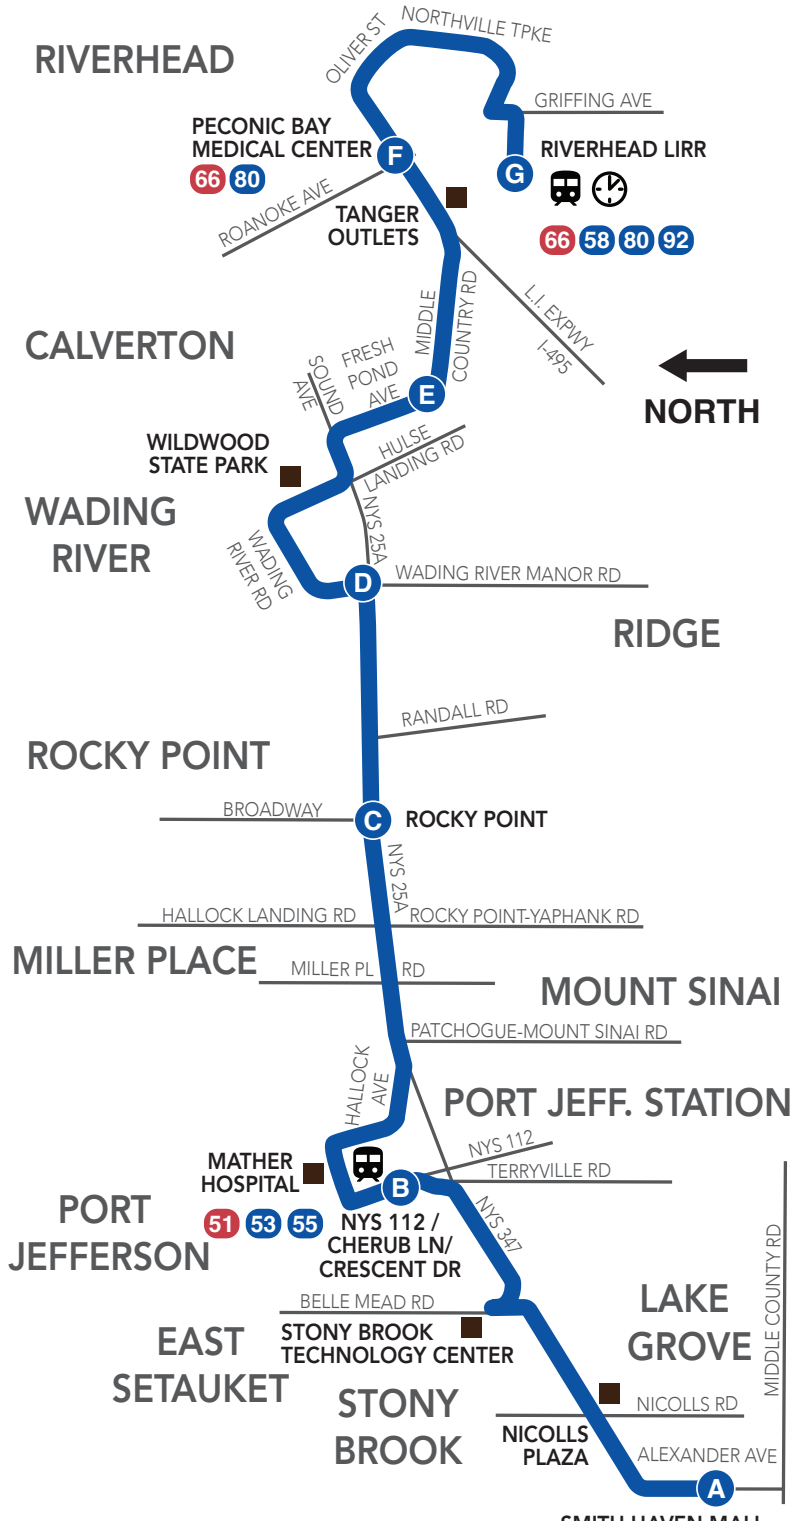 NORTHVILLE TPKE
OLIVER ST
RIVERHEAD
GRIFFING AVE
PECONIC BAY
MEDICAL CENTER
F
66 80
G
RIVERHEAD LIRR
66 58 80 92
ROANOKE AVE
TANGER
OUTLETS
MIDDLE
COUNTRY RD
L.I. EXPWY
I-495
CALVERTON
SOUND
AVE
FRESH
POND
AVE
E
NORTH
WILDWOOD
STATE PARK
HULSE
LANDING RD
NYS 25A
WADING
RIVER
WADING
RIVER RD
D
WADING RIVER MANOR RD
RIDGE
RANDALL RD
ROCKY POINT
BROADWAY
C
ROCKY POINT
NYS 25A
HALLOCK LANDING RD
ROCKY POINT-YAPHANK RD
MILLER PLACE
MILLER PL RD
MOUNT SINAI
PATCHOGUE-MOUNT SINAI RD
HALLOCK
AVE
PORT JEFF. STATION
NYS 112
TERRYVILLE RD
MATHER
HOSPITAL
51 53 55
B
NYS 112 /
CHERUB LN/
CRESCENT DR
PORT
JEFFERSON
NYS 347
BELLE MEAD RD
STONY BROOK
TECHNOLOGY CENTER
LAKE
GROVE
MIDDLE COUNTY RD
EAST
SETAUKET
STONY
BROOK
NICOLLS RD
NICOLLS
PLAZA
ALEXANDER AVE
A
SMITH HAVEN MALL